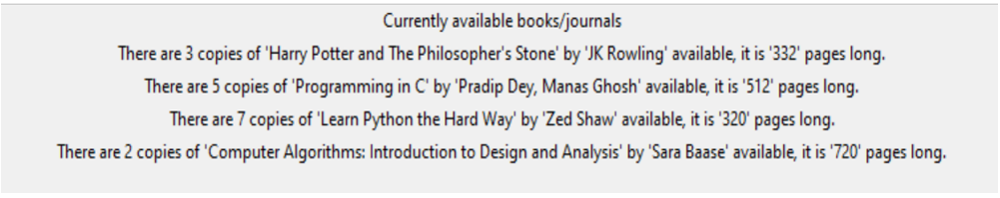 Currently available books/journals
There are 3 copies of 'Harry Potter and The Philosopher's Stone' by 'JK Rowling' available, it is '332' pages long.
There are 5 copies of 'Programming in C' by 'Pradip Dey, Manas Ghosh' available, it is '512' pages long.
There are 7 copies of 'Learn Python the Hard Way' by 'Zed Shaw' available, it is '320' pages long.
There are 2 copies of 'Computer Algorithms: Introduction to Design and Analysis' by 'Sara Baase' available, it is '720' pages long.